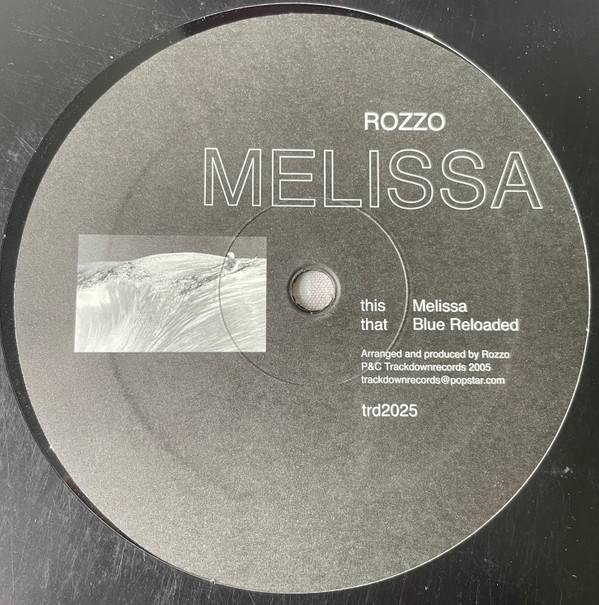 ROZZO
MELISSA
this Melissa
that Blue Reloaded
Arranged and produced by Rozzo
P&C Trackdownrecords 2005
trackdownrecords@popstar.com
trd2025